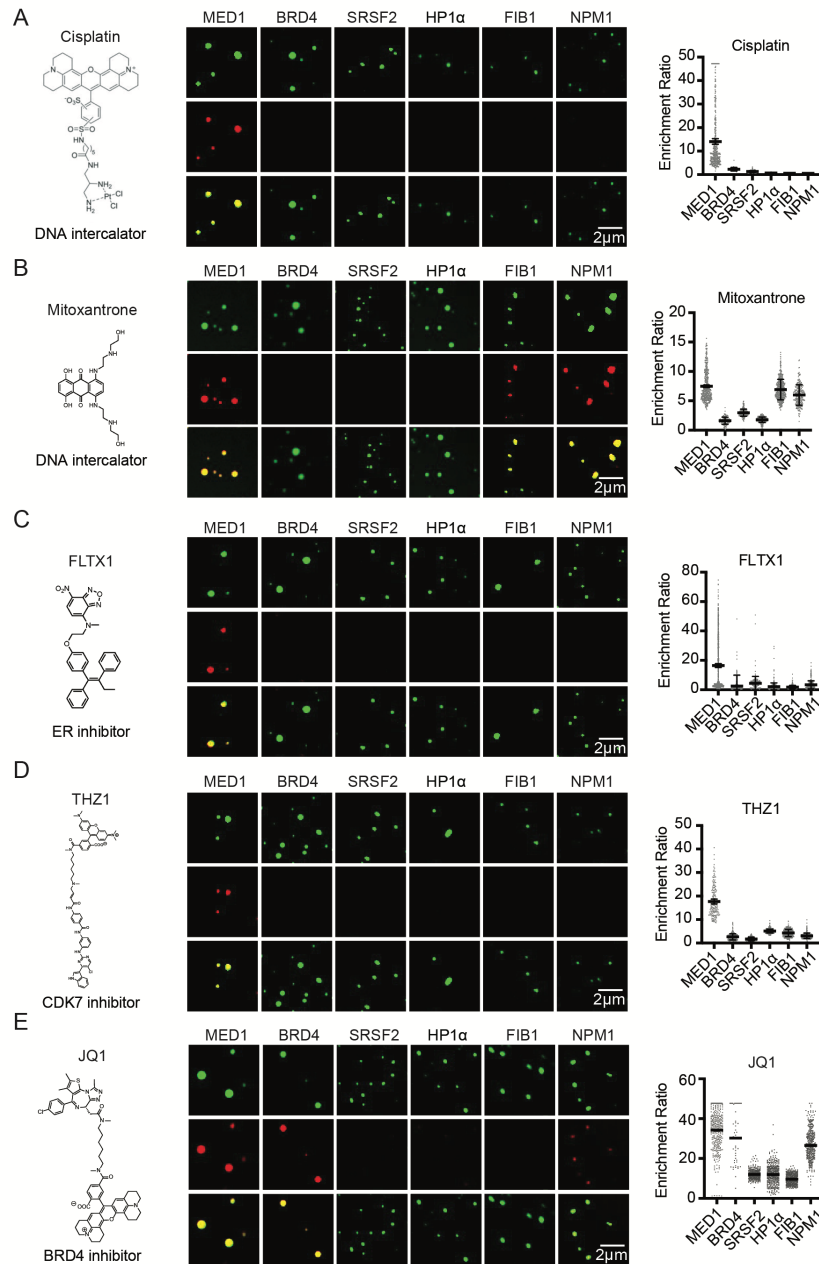 A
Cisplatin
DNA intercalator
MED1 BRD4 SRSF2 HP1α FIB1 NPM1
2μm
Cisplatin
Enrichment Ratio
50
40
30
20
10
0
MED1 BRD4 SRSF2 HP1α FIB1 NPM1
B
Mitoxantrone
DNA intercalator
MED1 BRD4 SRSF2 HP1α FIB1 NPM1
2μm
Mitoxantrone
Enrichment Ratio
20
15
10
5
0
MED1 BRD4 SRSF2 HP1α FIB1 NPM1
C
FLTX1
ER inhibitor
MED1 BRD4 SRSF2 HP1α FIB1 NPM1
2μm
FLTX1
Enrichment Ratio
80
60
40
20
0
MED1 BRD4 SRSF2 HP1α FIB1 NPM1
D
THZ1
CDK7 inhibitor
MED1 BRD4 SRSF2 HP1α FIB1 NPM1
2μm
THZ1
Enrichment Ratio
50
40
30
20
10
0
MED1 BRD4 SRSF2 HP1α FIB1 NPM1
E
JQ1
BRD4 inhibitor
MED1 BRD4 SRSF2 HP1α FIB1 NPM1
2μm
JQ1
Enrichment Ratio
60
40
20
0
MED1 BRD4 SRSF2 HP1α FIB1 NPM1